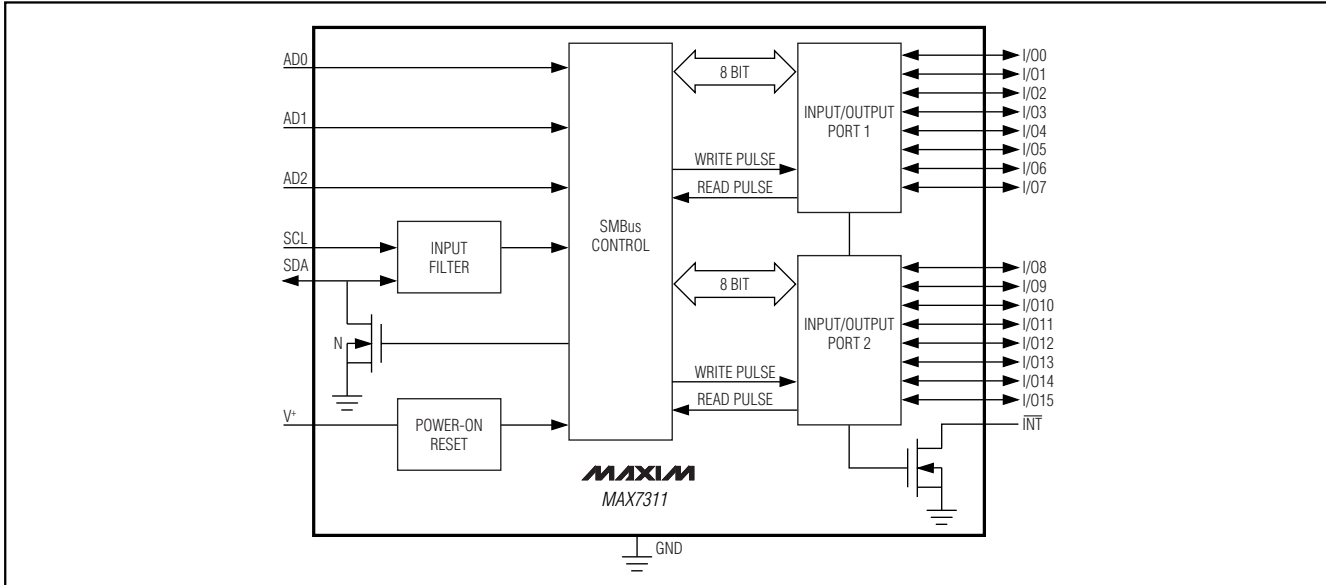 AD0
AD1
AD2
SCL
SDA
N
V+
INPUT
FILTER
POWER-ON
RESET
SMBus
CONTROL
8 BIT
WRITE PULSE
READ PULSE
8 BIT
WRITE PULSE
READ PULSE
INPUT/OUTPUT
PORT 1
INPUT/OUTPUT
PORT 2
I/O0
I/O1
I/O2
I/O3
I/O4
I/O5
I/O6
I/O7
I/O8
I/O9
I/O10
I/O11
I/O12
I/O13
I/O14
I/O15
INT
MAXIM
MAX7311
GND